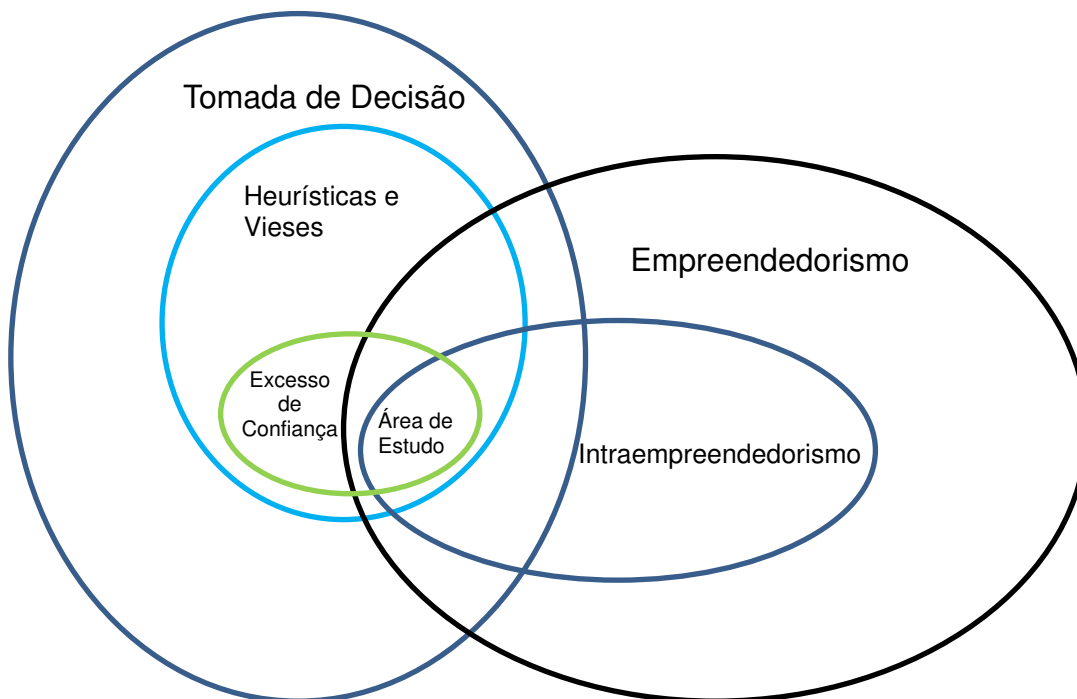 Tomada de Decisão
Heurísticas e
Vieses
Empreendedorismo
Excesso
de
Confiança
Área de
Estudo
Intraempreendedorismo